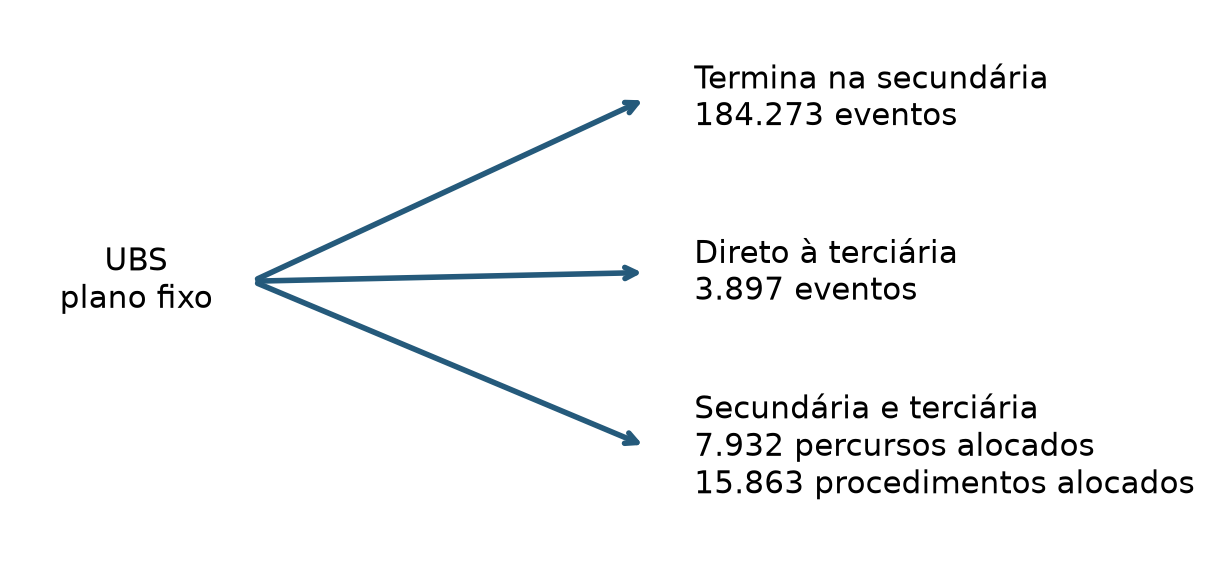 UBS
plano fixo
Termina na secundária
184.273 eventos
Direto à terciária
3.897 eventos
Secundária e terciária
7.932 percursos alocados
15.863 procedimentos alocados